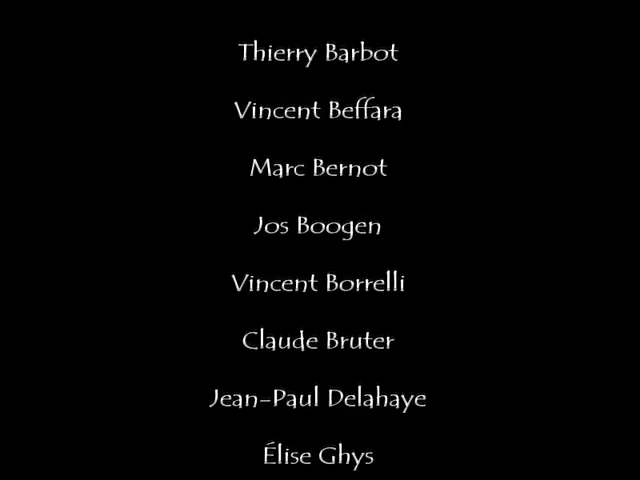 Thierry Barbot
Vincent Beffara
Marc Bernot
Jos Boogen
Vincent Borrelli
Claude Bruter
Jean-Paul Delahaye
Élise Ghys